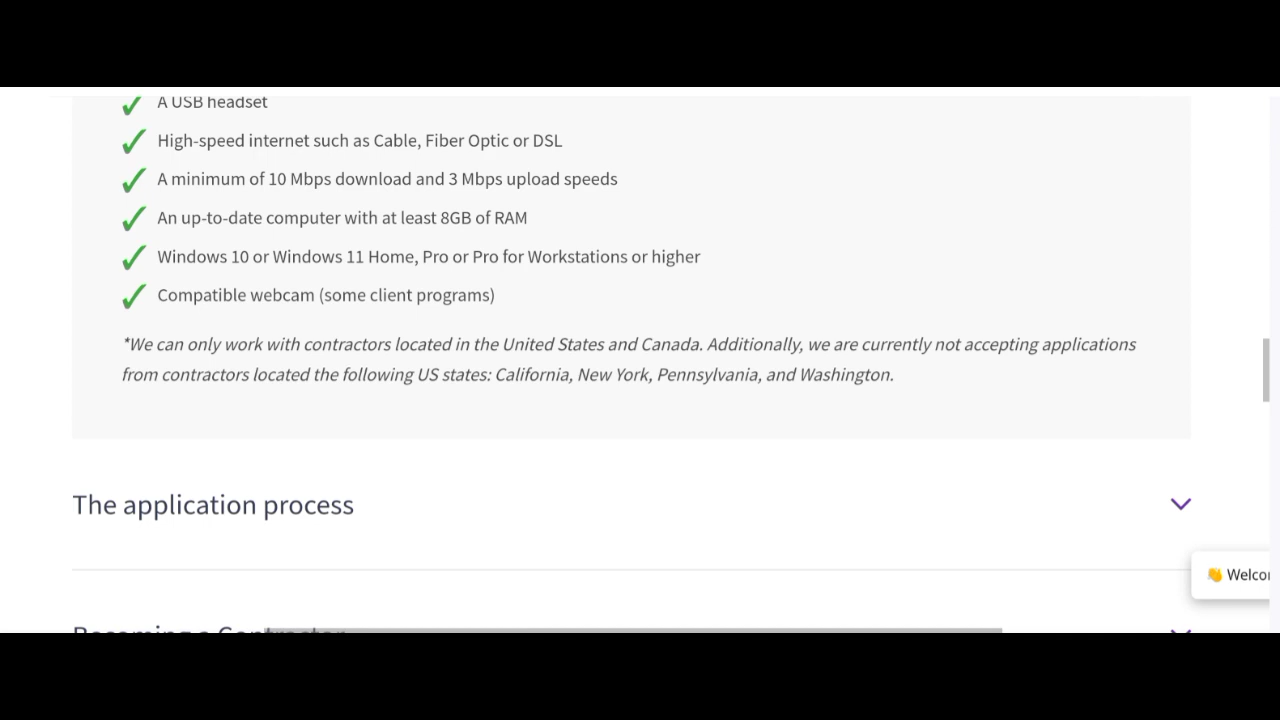 A USB headset
High-speed internet such as Cable, Fiber Optic or DSL
A minimum of 10 Mbps download and 3 Mbps upload speeds
An up-to-date computer with at least 8GB of RAM
Windows 10 or Windows 11 Home, Pro or Pro for Workstations or higher
Compatible webcam (some client programs)
*We can only work with contractors located in the United States and Canada. Additionally, we are currently not accepting applications
from contractors located the following US states: California, New York, Pennsylvania, and Washington.
The application process
👋 Welcor
Becoming a Contractor